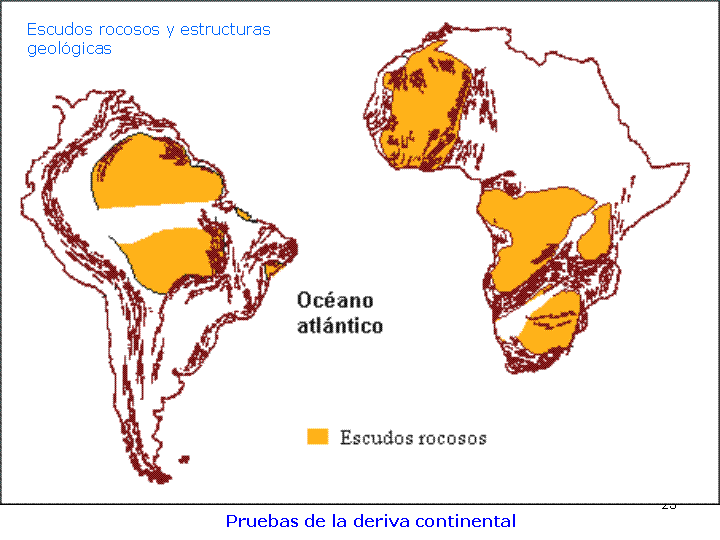 Escudos rocosos y estructuras
geológicas
Océano
atlántico
Escudos rocosos
Pruebas de la deriva continental